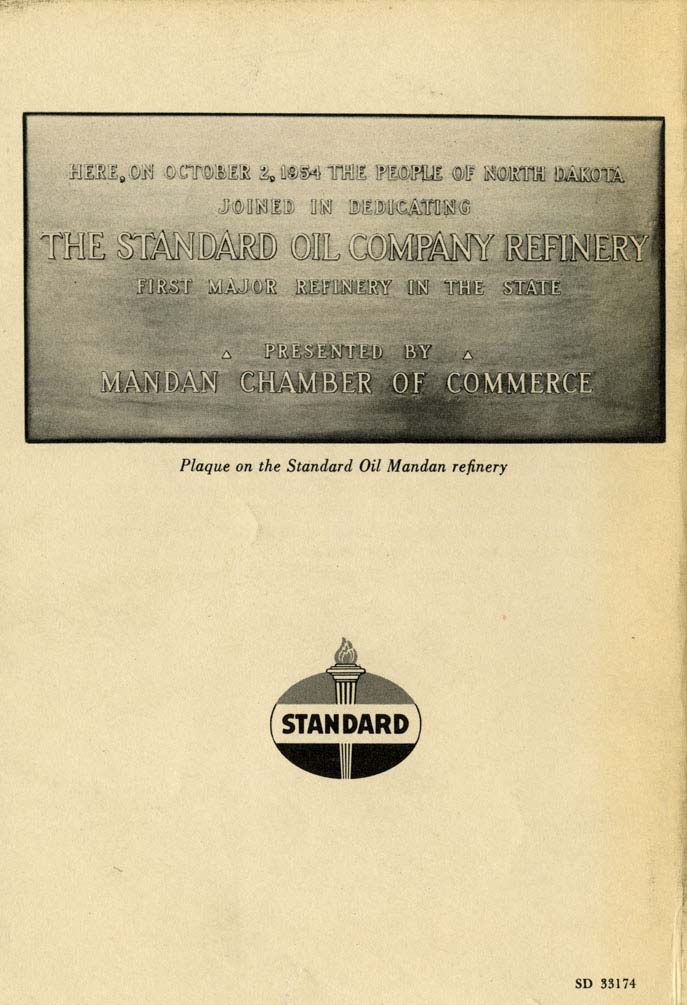 HERE, ON OCTOBER 2, 1954 THE PEOPLE OF NORTH DAKOTA
JOINED IN DEDICATING
THE STANDARD OIL COMPANY REFINERY
FIRST MAJOR REFINERY IN THE STATE
PRESENTED BY
MANDAN CHAMBER OF COMMERCE
Plaque on the Standard Oil Mandan refinery
STANDARD
SD 33174